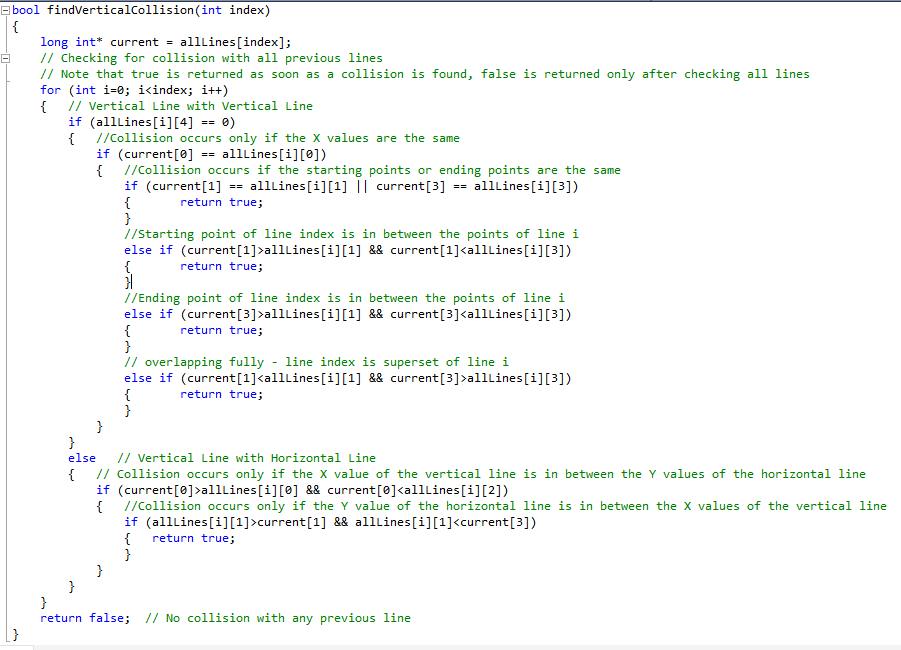 bool findVerticalCollision(int index)
{
    long int* current = allLines[index];
    // Checking for collision with all previous lines
    // Note that true is returned as soon as a collision is found, false is returned only after checking all lines
    for (int i=0; i<index; i++)
    {   // Vertical Line with Vertical Line
        if (allLines[i][4] == 0)
        {   //Collision occurs only if the X values are the same
            if (current[0] == allLines[i][0])
            {   //Collision occurs if the starting points or ending points are the same
                if (current[1] == allLines[i][1] || current[3] == allLines[i][3])
                {       return true;
                }
                //Starting point of line index is in between the points of line i
                else if (current[1]>allLines[i][1] && current[1]<allLines[i][3])
                {       return true;
                }
                //Ending point of line index is in between the points of line i
                else if (current[3]>allLines[i][1] && current[3]<allLines[i][3])
                {       return true;
                }
                // overlapping fully - line index is superset of line i
                else if (current[1]<allLines[i][1] && current[3]>allLines[i][3])
                {       return true;
                }
            }
        }
        else   // Vertical Line with Horizontal Line
        {   // Collision occurs only if the X value of the vertical line is in between the Y values of the horizontal line
            if (current[0]>allLines[i][0] && current[0]<allLines[i][2])
            {   //Collision occurs only if the Y value of the horizontal line is in between the X values of the vertical line
                if (allLines[i][1]>current[1] && allLines[i][1]<current[3])
                {   return true;
                }
            }
        }
    }
    return false;  // No collision with any previous line
}